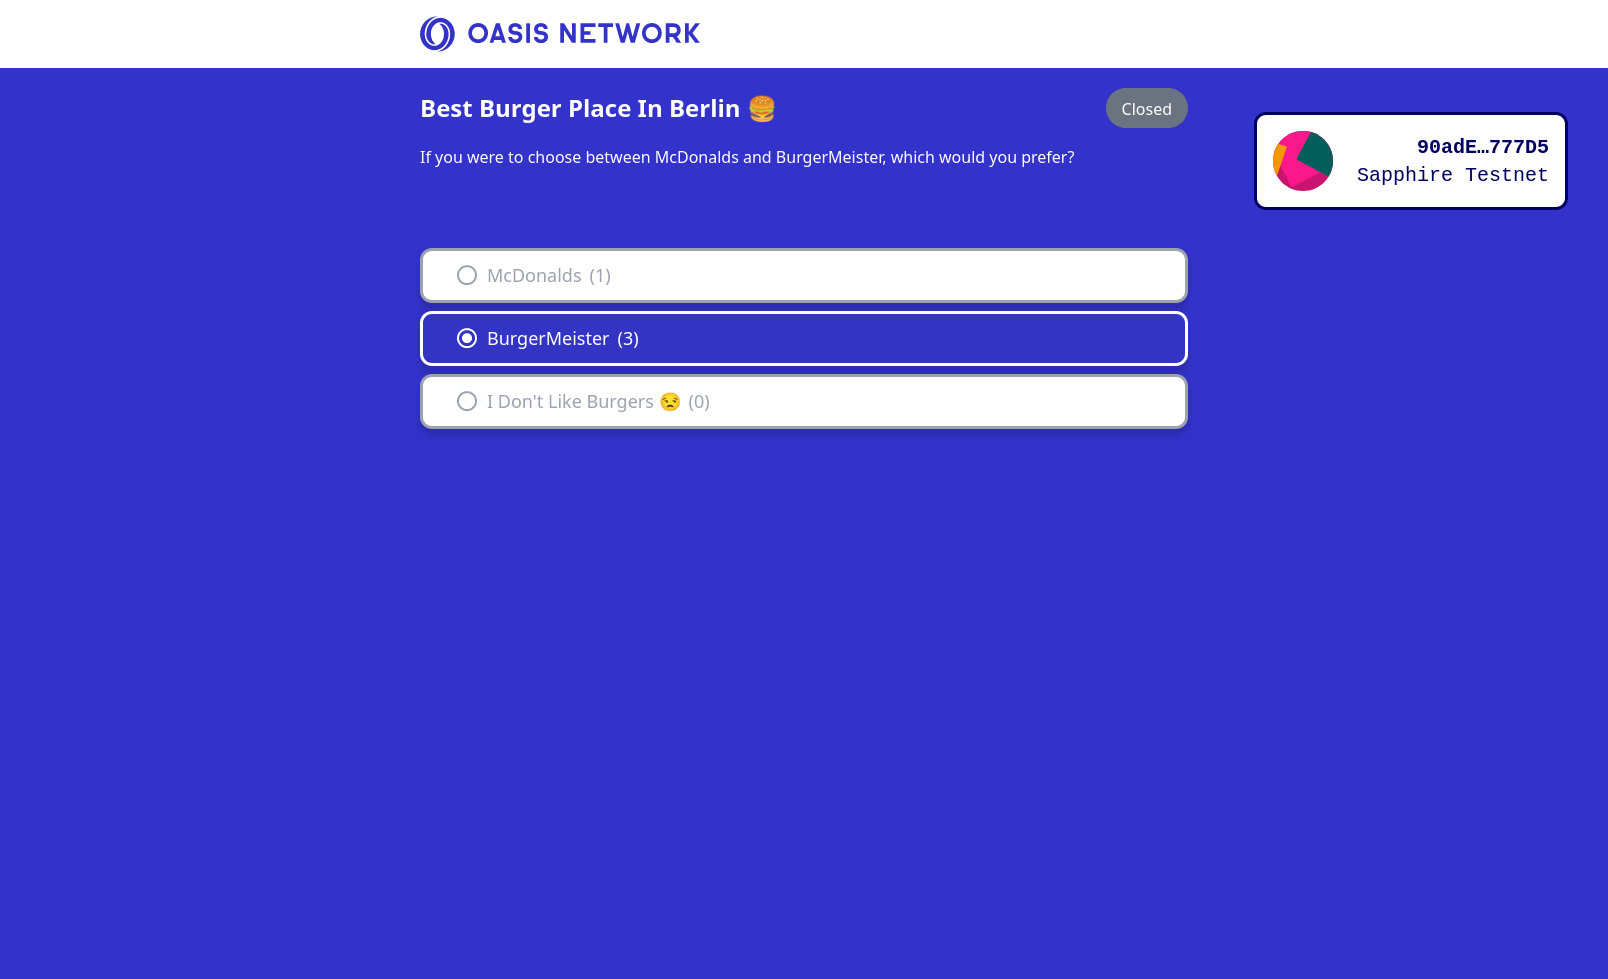 OASIS NETWORK
Best Burger Place In Berlin 🍔
Closed
If you were to choose between McDonalds and BurgerMeister, which would you prefer?
90adE…777D5
Sapphire Testnet
McDonalds (1)
BurgerMeister (3)
I Don't Like Burgers 😒 (0)